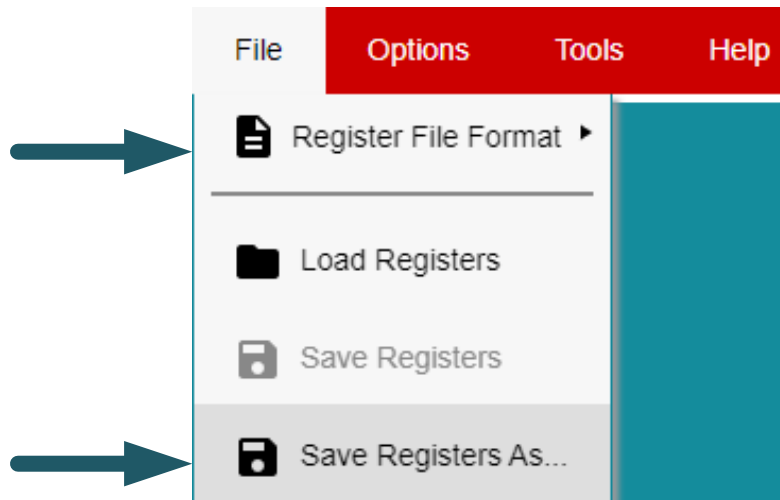 File Options Tools Help
Register File Format
Load Registers
Save Registers
Save Registers As...